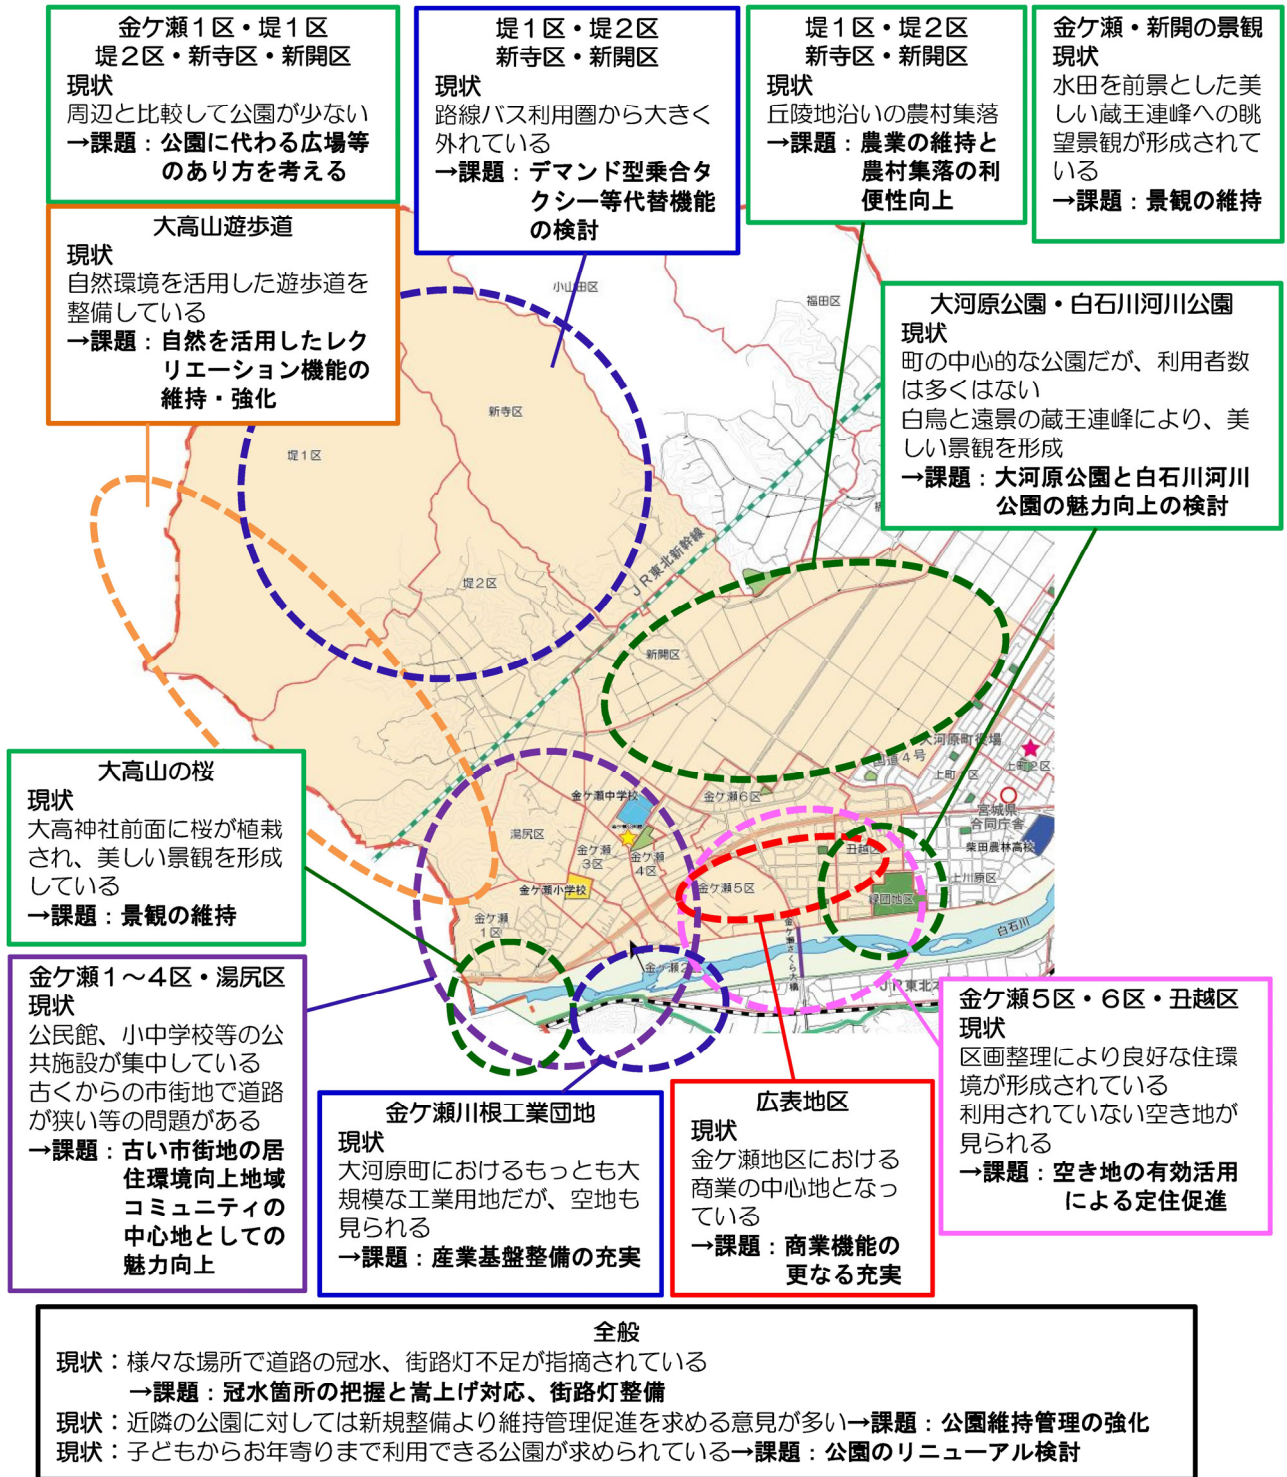 金ケ瀬１区・堤１区
堤２区・新寺区・新開区
現状
周辺と比較して公園が少ない
→課題：公園に代わる広場等
のあり方を考える
堤１区・堤２区
新寺区・新開区
現状
路線バス利用圏から大きく
外れている
→課題：デマンド型乗合タ
クシー等代替機能
の検討
堤１区・堤２区
新寺区・新開区
現状
丘陵地沿いの農村集落
→課題：農業の維持と
農村集落の利
便性向上
金ケ瀬・新開の景観
現状
水田を前景とした美
しい蔵王連峰への眺
望景観が形成されて
いる
→課題：景観の維持
大高山遊歩道
現状
自然環境を活用した遊歩道を
整備している
→課題：自然を活用したレク
リエーション機能の
維持・強化
大河原公園・白石川河川公園
現状
町の中心的な公園だが、利用者数
は多くはない
白鳥と遠景の蔵王連峰により、美
しい景観を形成
→課題：大河原公園と白石川河川
公園の魅力向上の検討
小山田区
福田区
新寺区
堤１区
堤２区
ＪＲ東北新幹線
新開区
大河原町役場
国道４号
上町１区
上町２区
金ケ瀬中学校
金ケ瀬６区
宮城県
合同庁舎
柴田農林高校
湯尻区
金ケ瀬
３区
金ケ瀬
４区
丑越区
上川原区
金ケ瀬小学校
金ケ瀬５区
緑団地区
金ケ瀬
１区
金ケ瀬２区
金ケ瀬さくら大橋
白石川
ＪＲ東北本
大高山の桜
現状
大高神社前面に桜が植栽
され、美しい景観を形成
している
→課題：景観の維持
金ケ瀬１～４区・湯尻区
現状
公民館、小中学校等の公
共施設が集中している
古くからの市街地で道路
が狭い等の問題がある
→課題：古い市街地の居
住環境向上地域
コミュニティの
中心地としての
魅力向上
金ケ瀬川根工業団地
現状
大河原町におけるもっとも大
規模な工業用地だが、空地も
見られる
→課題：産業基盤整備の充実
広表地区
現状
金ケ瀬地区における
商業の中心地となっ
ている
→課題：商業機能の
更なる充実
金ケ瀬５区・６区・丑越区
現状
区画整理により良好な住環
境が形成されている
利用されていない空き地が
見られる
→課題：空き地の有効活用
による定住促進
全般
現状：様々な場所で道路の冠水、街路灯不足が指摘されている
→課題：冠水箇所の把握と嵩上げ対応、街路灯整備
現状：近隣の公園に対しては新規整備より維持管理促進を求める意見が多い→課題：公園維持管理の強化
現状：子どもからお年寄りまで利用できる公園が求められている→課題：公園のリニューアル検討